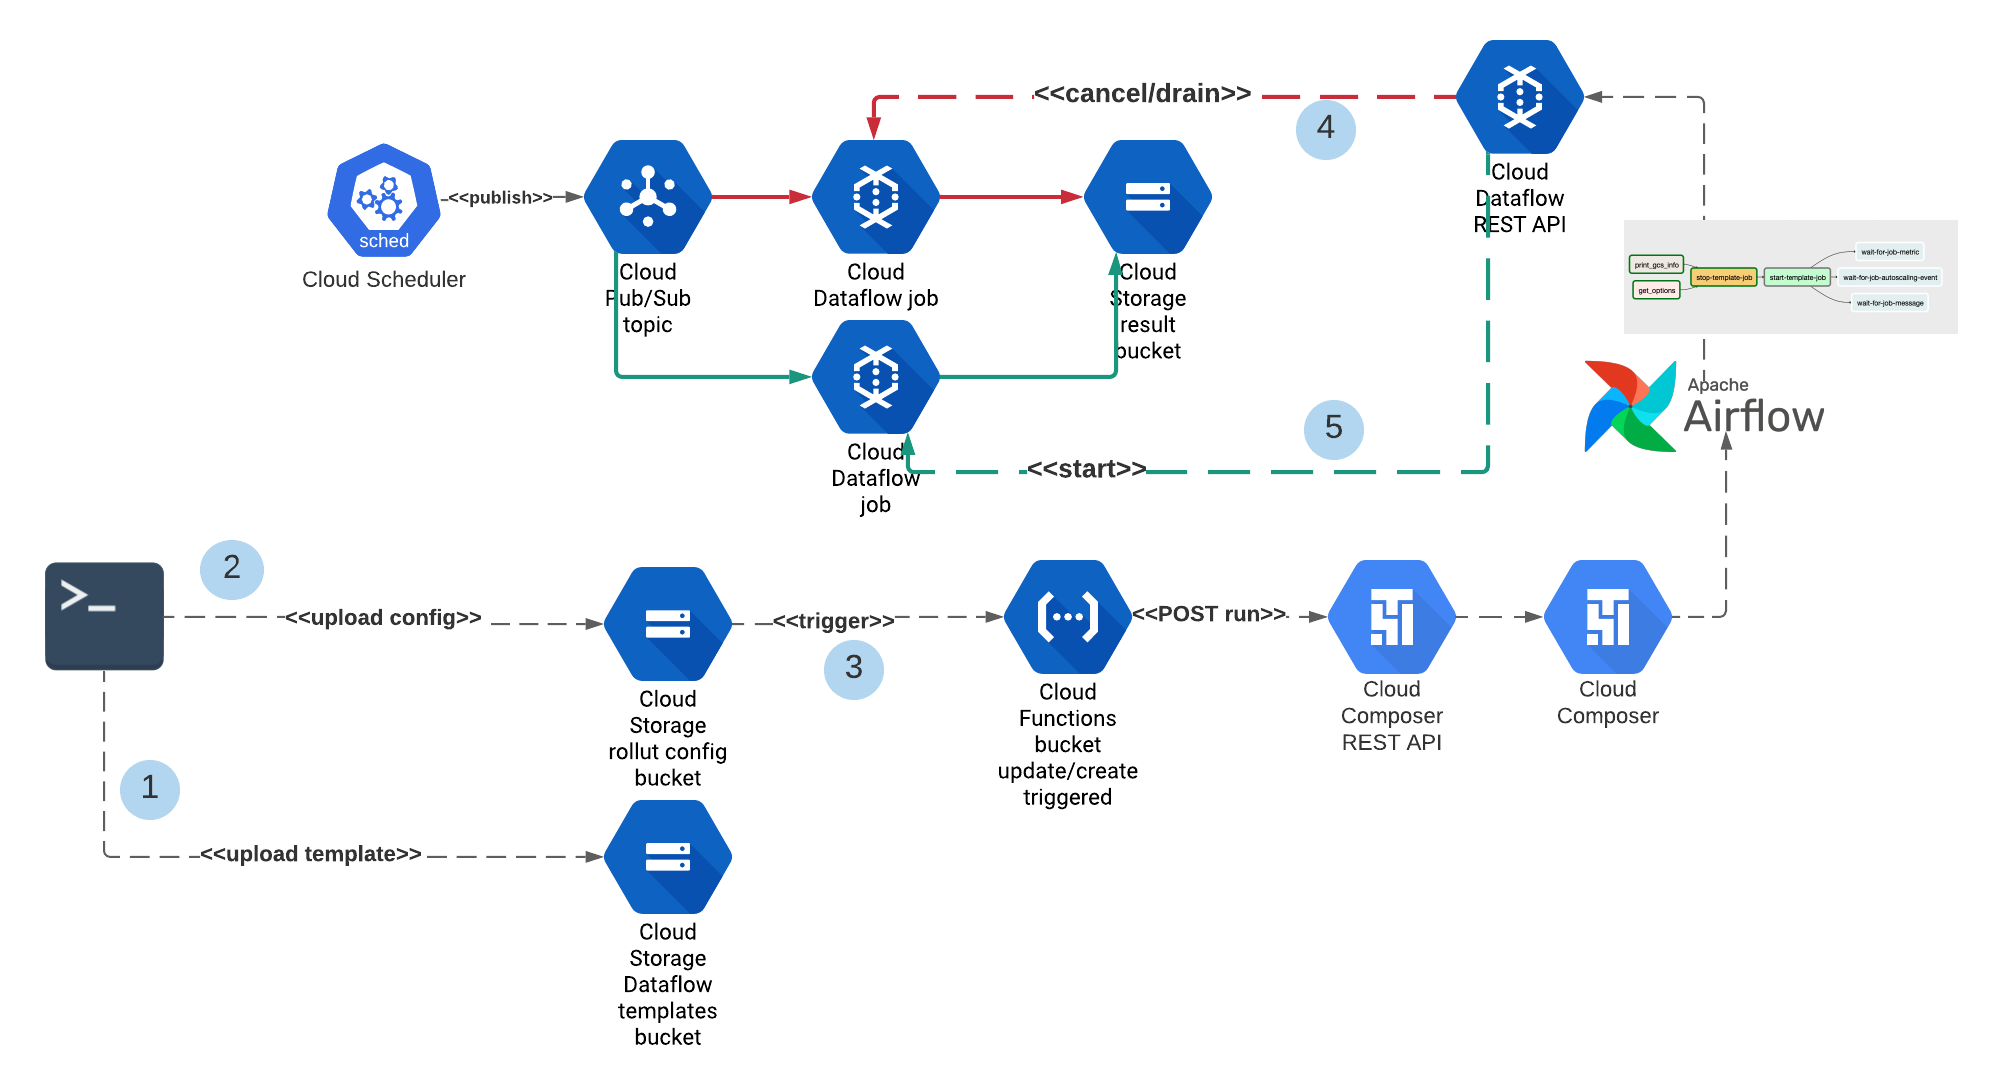 <<cancel/drain>>
4
<<publish>>
sched
Cloud Scheduler
Cloud
Pub/Sub
topic
Cloud
Dataflow job
Cloud
Storage
result
bucket
Cloud
Dataflow
REST API
print_gcs_info
get_options
stop-template-job
start-template-job
wait-for-job-metric
wait-for-job-autoscaling-event
wait-for-job-message
Apache
Airflow
Cloud
Dataflow
job
5
<<start>>
>_
2
<<upload config>>
Cloud
Storage
rollut config
bucket
<<trigger>>
3
Cloud
Functions
bucket
update/create
triggered
<<POST run>>
Cloud
Composer
REST API
Cloud
Composer
1
<<upload template>>
Cloud
Storage
Dataflow
templates
bucket